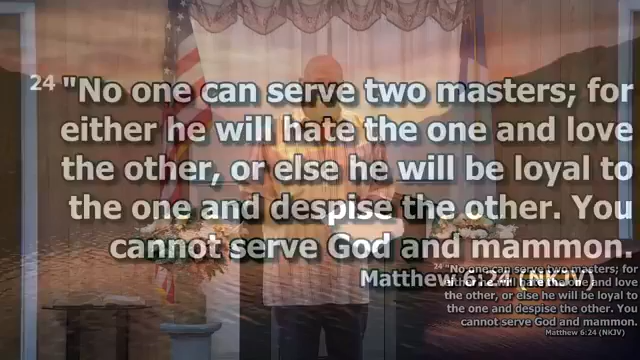 24 "No one can serve two masters; for
either he will hate the one and love
the other, or else he will be loyal to
the one and despise the other. You
cannot serve God and mammon.
Matthew 6:24 (NKJV)
24 "No one can serve two masters; for
either he will hate the one and love
the other, or else he will be loyal to
the one and despise the other. You
cannot serve God and mammon.
Matthew 6:24 (NKJV)